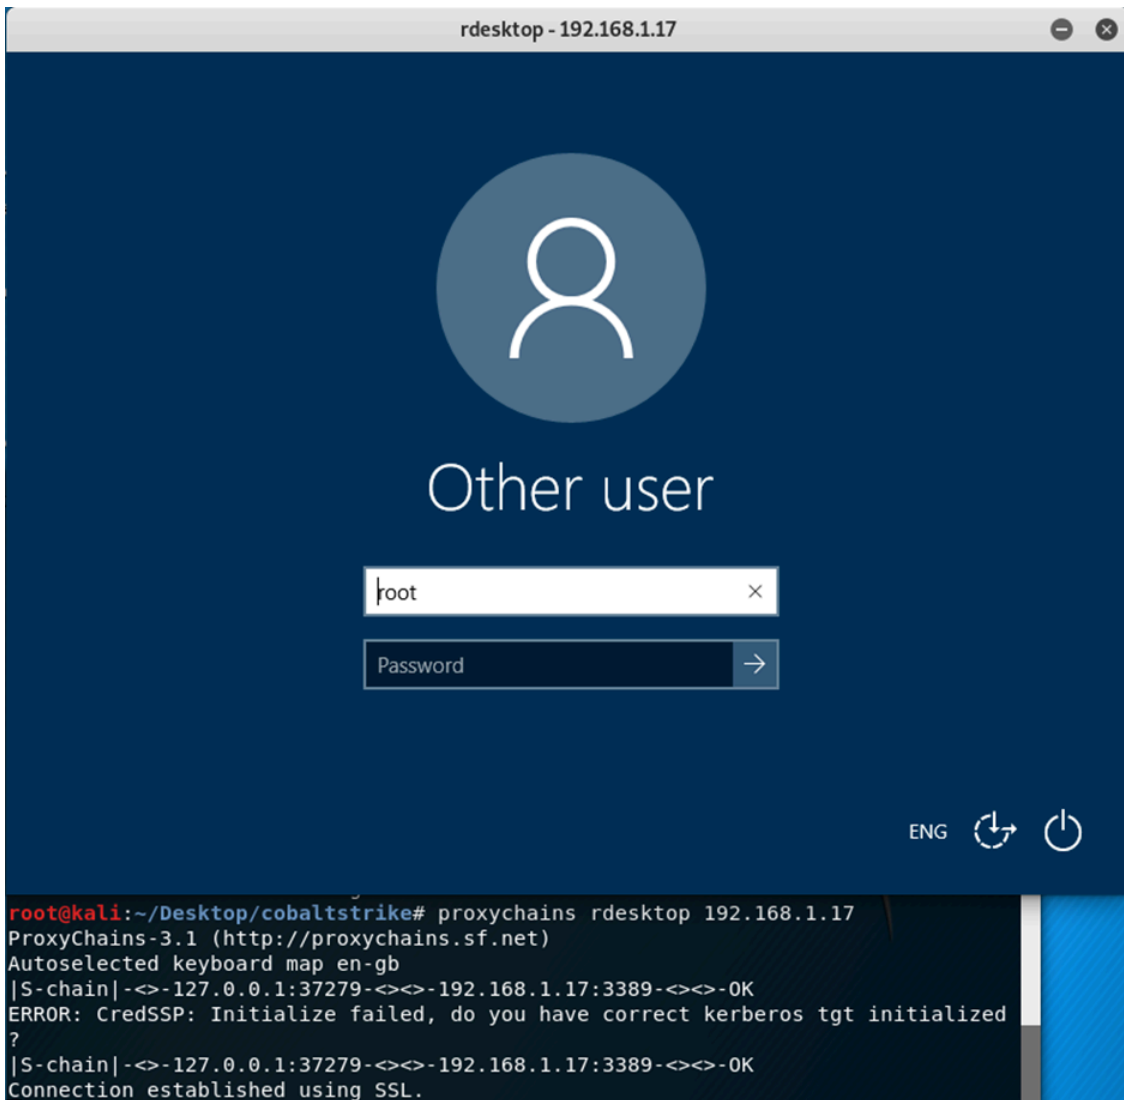 rdesktop - 192.168.1.17
Other user
root
Password
ENG
root@kali:~/Desktop/cobaltstrike# proxychains rdesktop 192.168.1.17
ProxyChains-3.1 (http://proxychains.sf.net)
Autoselected keyboard map en-gb
|S-chain|-<>-127.0.0.1:37279-<><>-192.168.1.17:3389-<><>-OK
ERROR: CredSSP: Initialize failed, do you have correct kerberos tgt initialized
?
|S-chain|-<>-127.0.0.1:37279-<><>-192.168.1.17:3389-<><>-OK
Connection established using SSL.